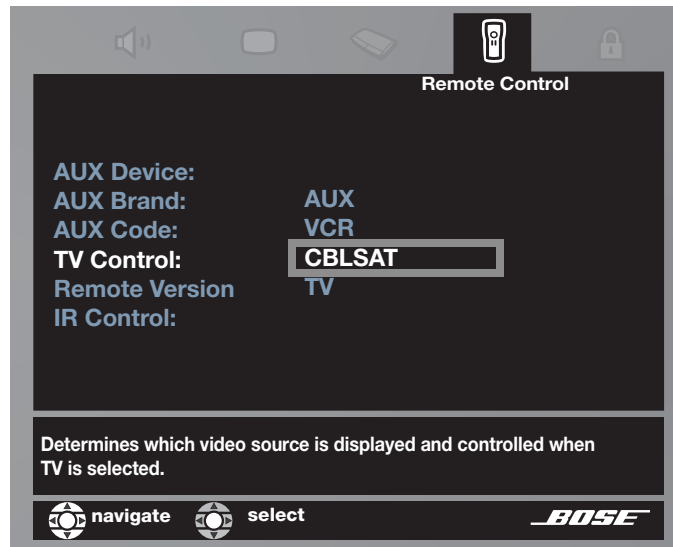 Remote Control
AUX Device:
AUX Brand: AUX
AUX Code: VCR
TV Control: CBLSAT
Remote Version TV
IR Control:
Determines which video source is displayed and controlled when
TV is selected.
navigate select BOSE